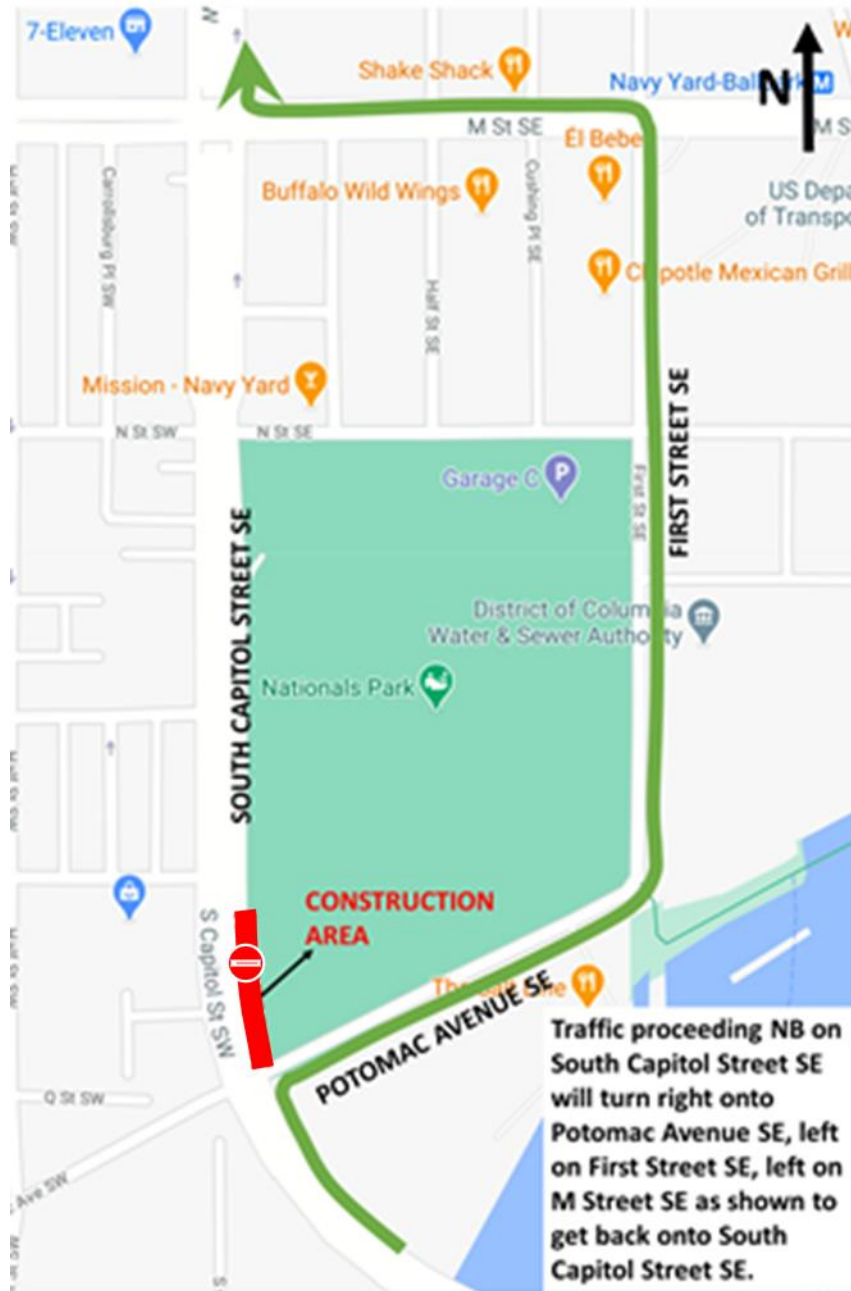 7-Eleven
Shake Shack
Navy Yard-Ball
N
M St SE
M S
Él Bebe
Buffalo Wild Wings
Cushing Pl SE
US Depa
of Transpo
Carrollsburg Pl SW
Half St SE
Chipotle Mexican Grill
Mission - Navy Yard
N St SW
N St SE
FIRST STREET SE
Garage C
P
First St SE
SOUTH CAPITOL STREET SE
District of Columbia
Water & Sewer Authority
Nationals Park
CONSTRUCTION
AREA
S Capitol St SW
POTOMAC AVENUE SE
Q St SW
Ave SW
Traffic proceeding NB on
South Capitol Street SE
will turn right onto
Potomac Avenue SE, left
on First Street SE, left on
M Street SE as shown to
get back onto South
Capitol Street SE.